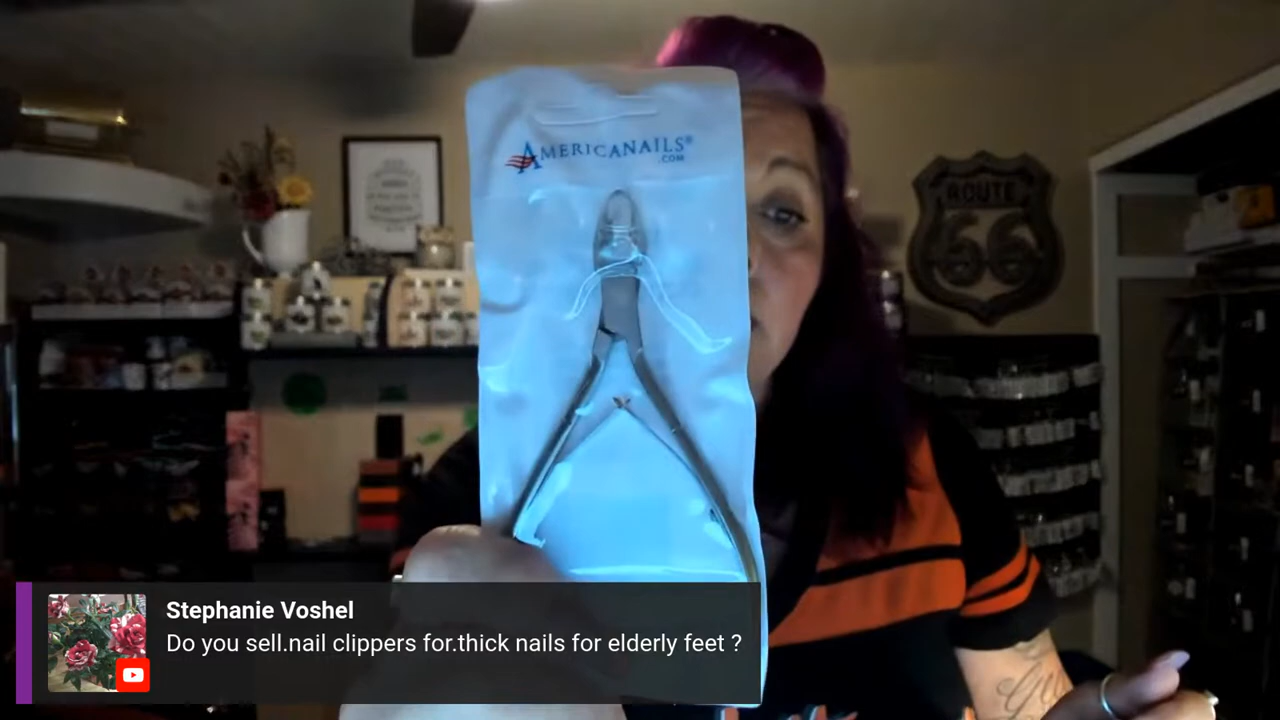 AMERICANAILS®
.COM
ROUTE
66
Stephanie Voshel
Do you sell.nail clippers for.thick nails for elderly feet ?